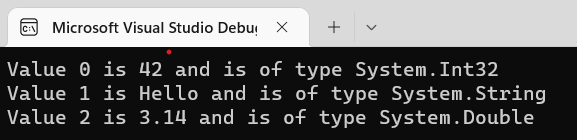 Microsoft Visual Studio Debu
Value 0 is 42 and is of type System.Int32
Value 1 is Hello and is of type System.String
Value 2 is 3.14 and is of type System.Double